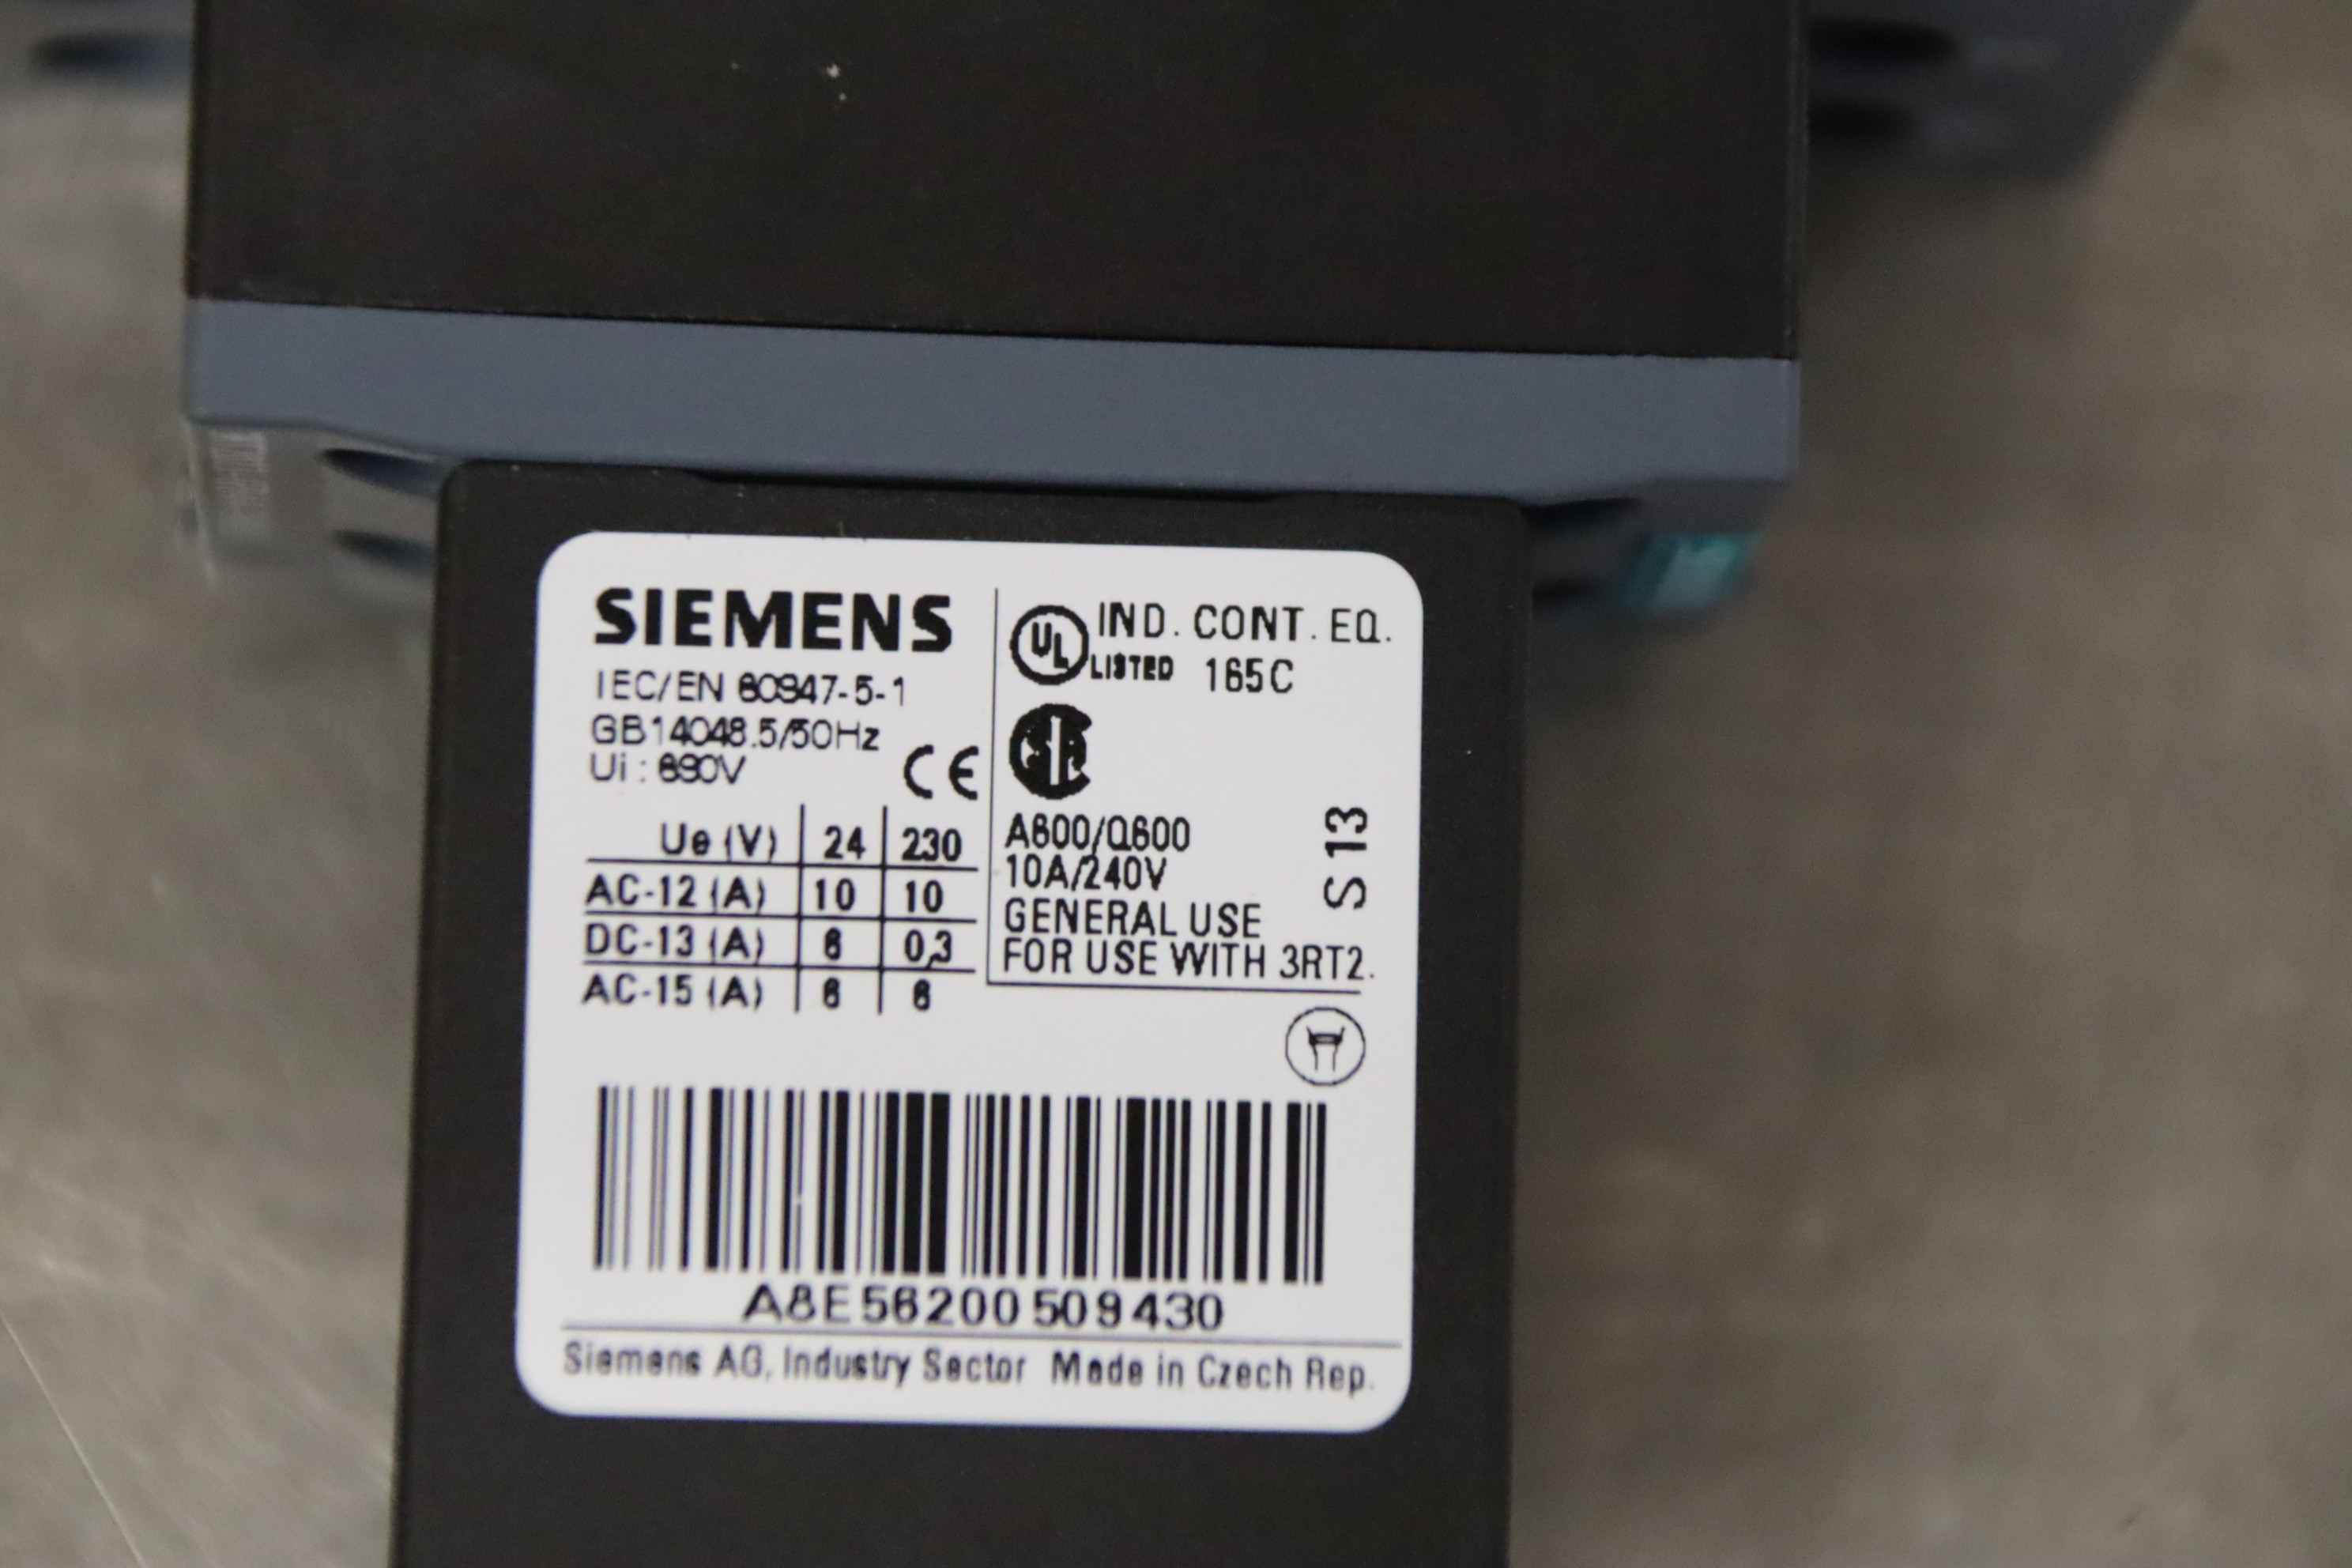 SIEMENS
IEC/EN 60947-5-1
GB14048.5/50Hz
Ui : 690V
CE
Ue (V) 24 230
AC-12 (A) 10 10
DC-13 (A) 6 0,3
AC-15 (A) 6 6
UL IND. CONT. EQ.
LISTED 165C
A600/Q600
10A/240V
GENERAL USE
FOR USE WITH 3RT2.
S 13
A8E56200509430
Siemens AG, Industry Sector Made in Czech Rep.